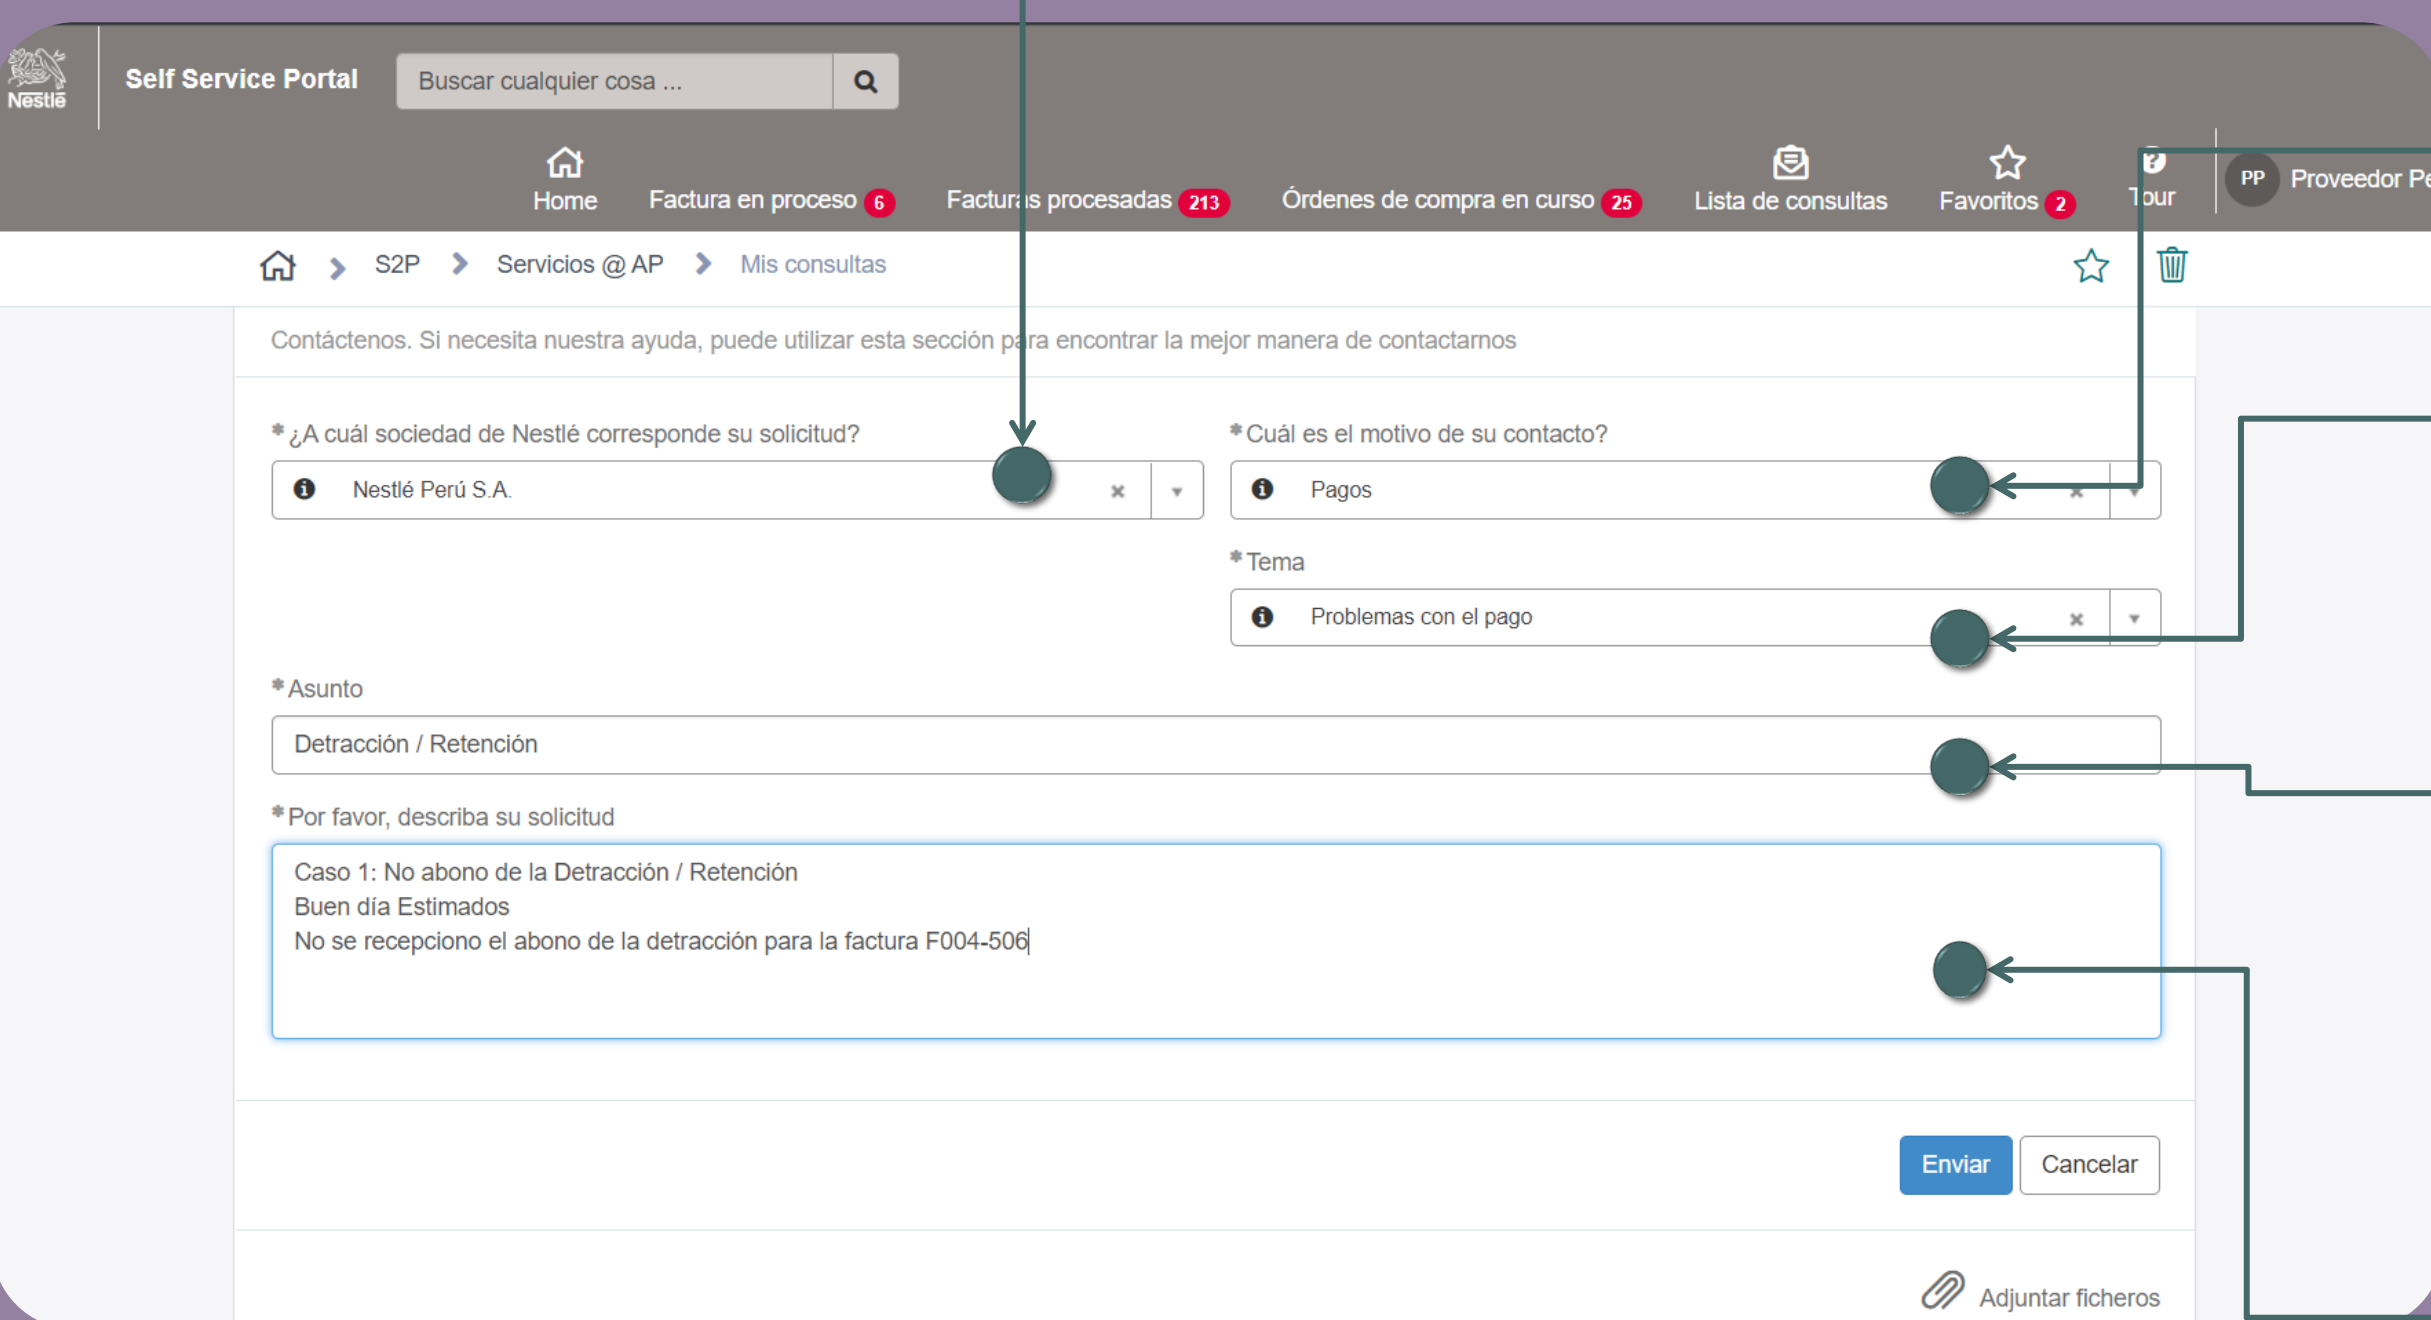 Nestlé
Self Service Portal
Buscar cualquier cosa ...
Home
Factura en proceso 6
Facturas procesadas 213
Órdenes de compra en curso 25
Lista de consultas
Favoritos 2
Tour
PP Proveedor Pe
S2P
Servicios @ AP
Mis consultas
Contáctenos. Si necesita nuestra ayuda, puede utilizar esta sección para encontrar la mejor manera de contactarnos
* ¿A cuál sociedad de Nestlé corresponde su solicitud?
Nestlé Perú S.A.
* Cuál es el motivo de su contacto?
Pagos
* Tema
Problemas con el pago
* Asunto
Detracción / Retención
* Por favor, describa su solicitud
Caso 1: No abono de la Detracción / Retención
Buen día Estimados
No se recepciono el abono de la detracción para la factura F004-506
Enviar
Cancelar
Adjuntar ficheros